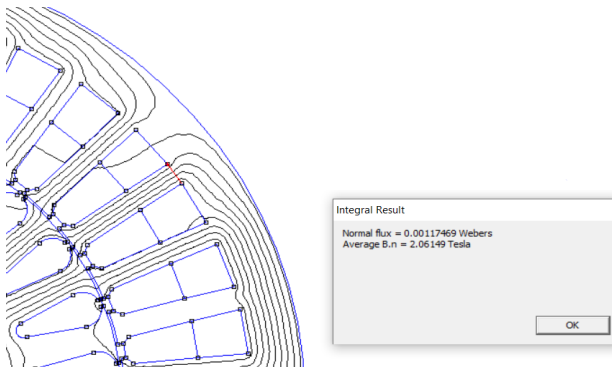 Integral Result
Normal flux = 0.00117469 Webers
Average B.n = 2.06149 Tesla
OK